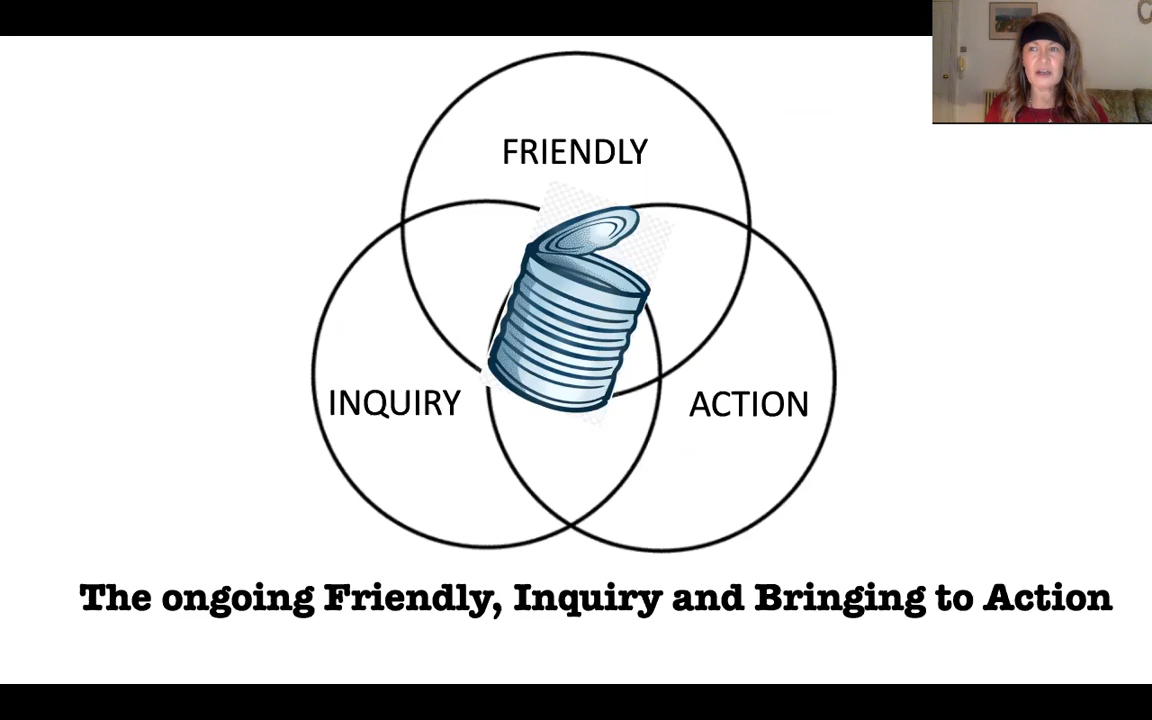 FRIENDLY
INQUIRY
ACTION
The ongoing Friendly, Inquiry and Bringing to Action